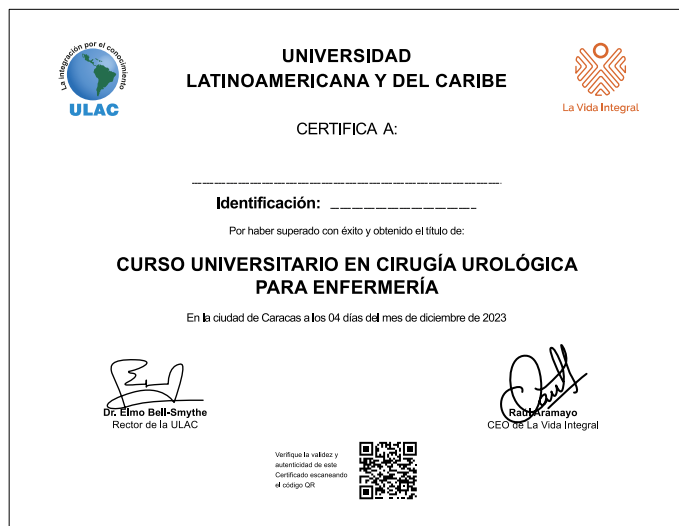 La integración por el conocimiento
ULAC
UNIVERSIDAD
LATINOAMERICANA Y DEL CARIBE
La Vida Integral
CERTIFICA A:
Identificación:
Por haber superado con éxito y obtenido el título de:
CURSO UNIVERSITARIO EN CIRUGÍA UROLÓGICA
PARA ENFERMERÍA
En la ciudad de Caracas a los 04 días del mes de diciembre de 2023
Dr. Elmo Bell-Smythe
Rector de la ULAC
Raúl Aramayo
CEO de La Vida Integral
Verifique la validez y
autenticidad de este
Certificado escaneando
el código QR